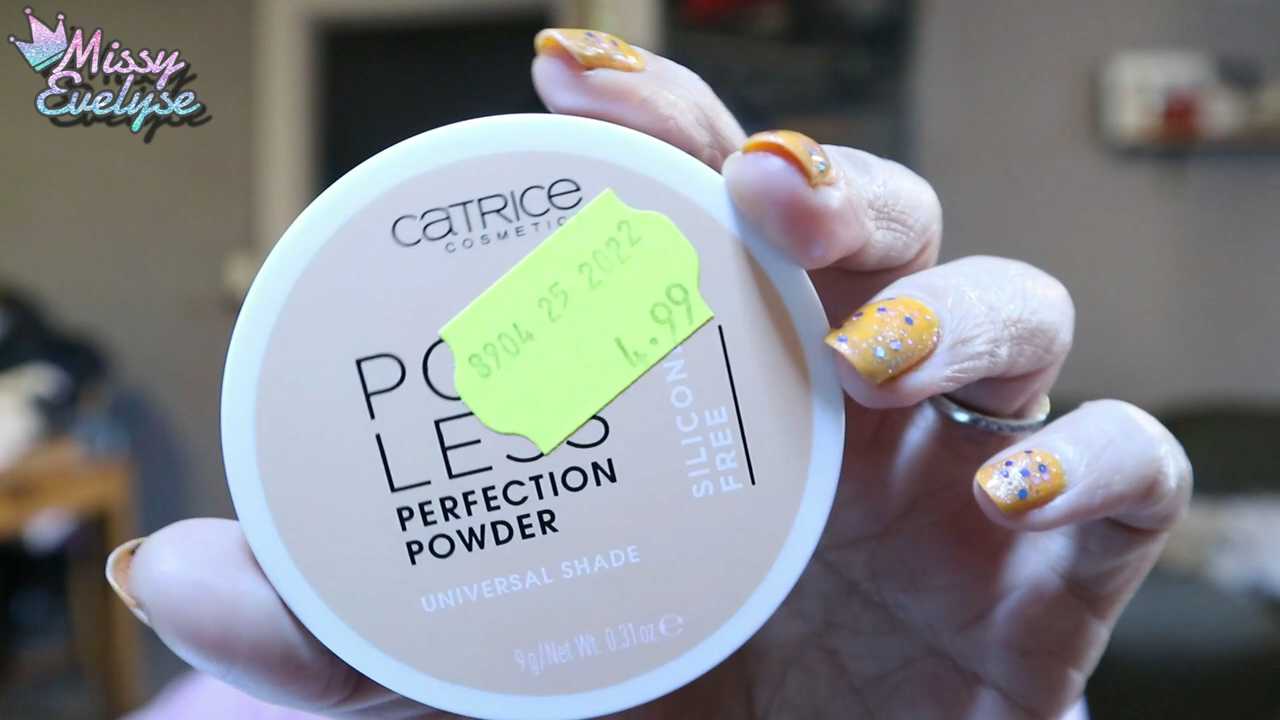 Missy
Evelyse
CATRICE
COSMETIC
8904 25 2022
4.99
PO
LESS
PERFECTION
POWDER
SILICON
FREE
UNIVERSAL SHADE
9g/Net Wt. 0.31oz℮